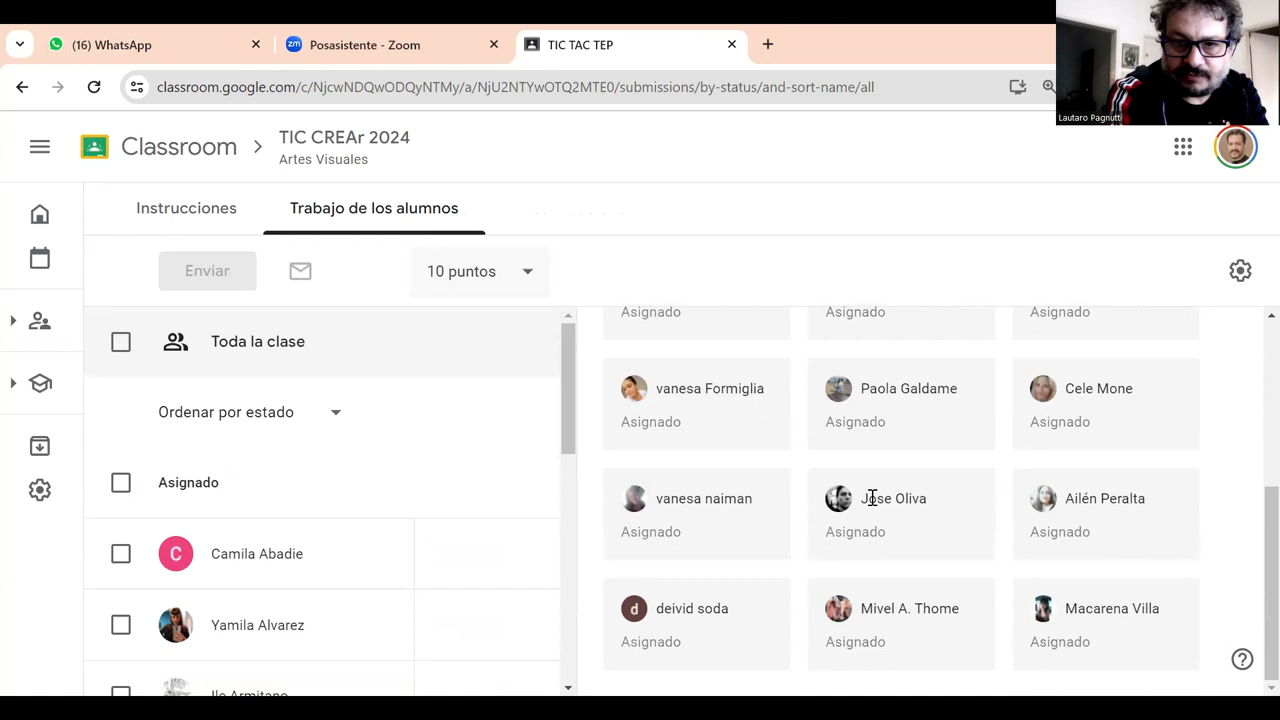 (16) WhatsApp
zm Posasistente - Zoom
TIC TAC TEP
classroom.google.com/c/NjcwNDQwODQyNTMy/a/NjU2NTYwOTQ2MTE0/submissions/by-status/and-sort-name/all
Lautaro Pagnutti
Classroom
TIC CREAr 2024
Artes Visuales
Instrucciones
Trabajo de los alumnos
Enviar
10 puntos
Toda la clase
Ordenar por estado
Asignado
C Camila Abadie
Yamila Alvarez
Ile Armitano
Asignado Asignado Asignado
vanesa Formiglia Paola Galdame Cele Mone
Asignado Asignado Asignado
vanesa naiman Jose Oliva Ailén Peralta
Asignado Asignado Asignado
d deivid soda Mivel A. Thome Macarena Villa
Asignado Asignado Asignado